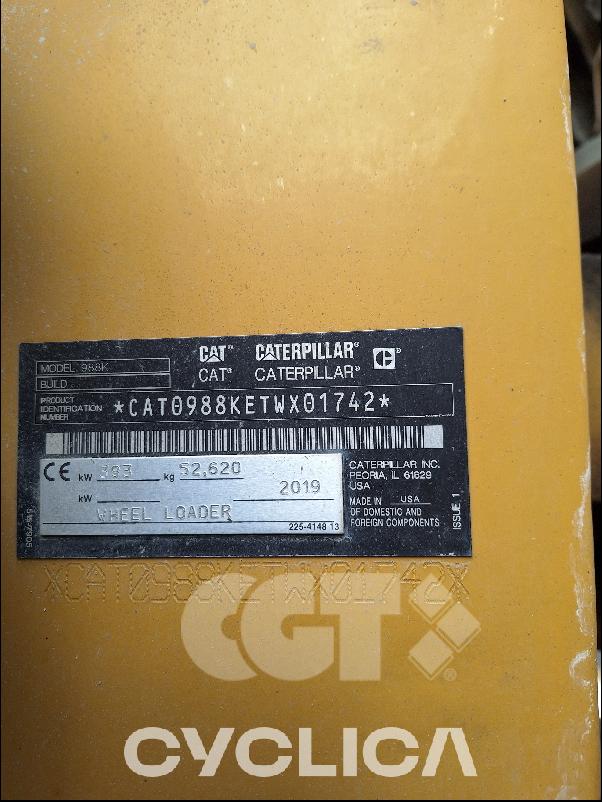 MODEL 988K
CAT® CATERPILLAR® C®
BUILD
CAT® CATERPILLAR®
PRODUCT IDENTIFICATION NUMBER
*CAT0988KETWX01742*
CE kW 393 kg 52,620
kW 2019
WHEEL LOADER
225-4148 13
CATERPILLAR INC.
PEORIA, IL 61629
USA
MADE IN USA
OF DOMESTIC AND
FOREIGN COMPONENTS
ISSUE 1
XCAT0988KETWX01742X
CGT
CYCLICA